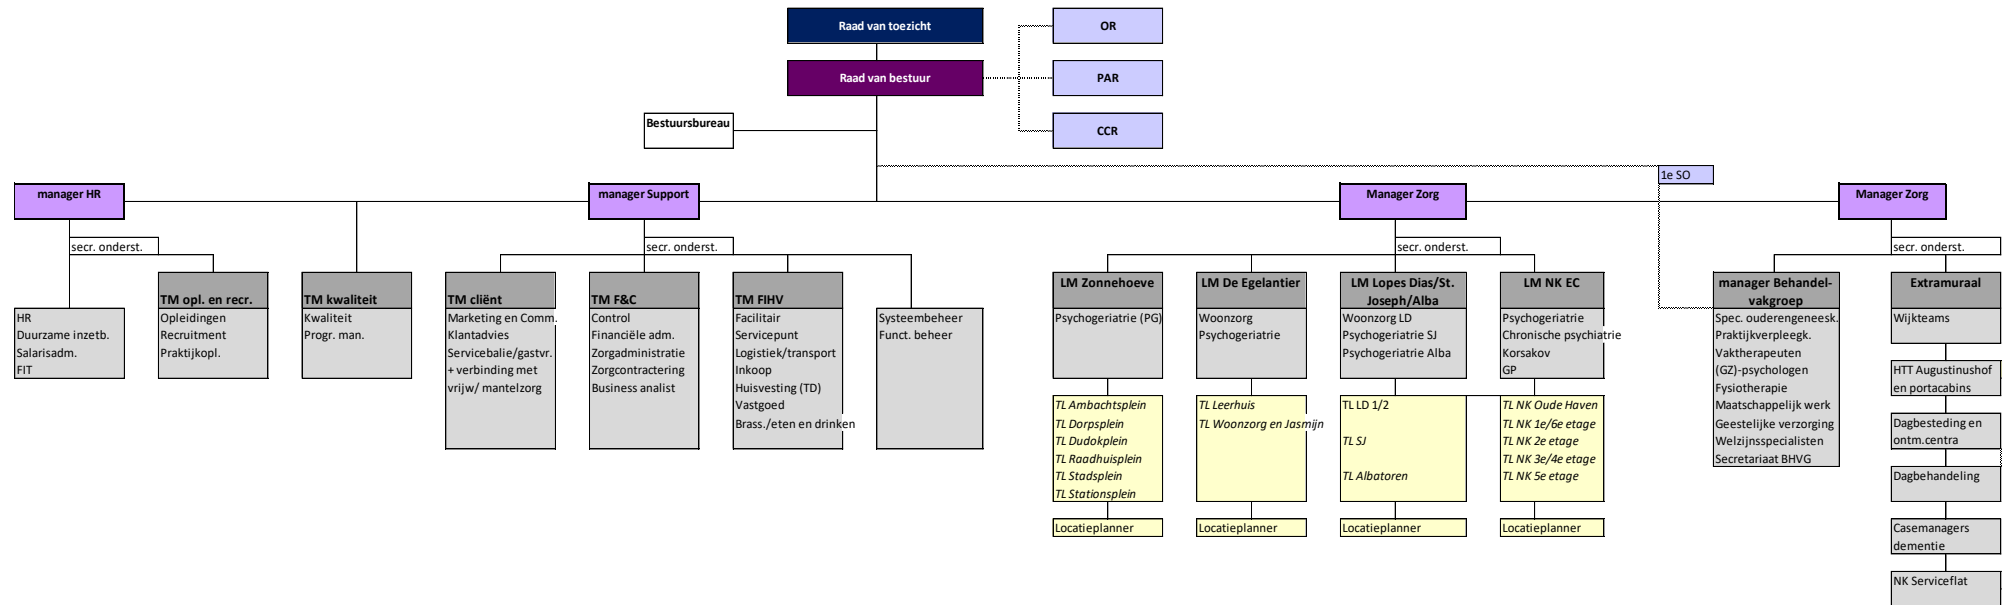 Raad van toezicht
OR
Raad van bestuur
PAR
Bestuursbureau
CCR
1e SO
manager HR
manager Support
Manager Zorg
Manager Zorg
secr. onderst.
secr. onderst.
secr. onderst.
secr. onderst.
HR
Duurzame inzetb.
Salarisadm.
FIT
TM opl. en recr.
Opleidingen
Recruitment
Praktijkopl.
TM kwaliteit
Kwaliteit
Progr. man.
TM cliënt
Marketing en Comm.
Klantadvies
Servicebalie/gastvr.
+ verbinding met
vrijw/ mantelzorg
TM F&C
Control
Financiële adm.
Zorgadministratie
Zorgcontractering
Business analist
TM FIHV
Facilitair
Servicepunt
Logistiek/transport
Inkoop
Huisvesting (TD)
Vastgoed
Brass./eten en drinken
Systeembeheer
Funct. beheer
LM Zonnehoeve
Psychogeriatrie (PG)
TL Ambachtsplein
TL Dorpsplein
TL Dudokplein
TL Raadhuisplein
TL Stadsplein
TL Stationsplein
Locatieplanner
LM De Egelantier
Woonzorg
Psychogeriatrie
TL Leerhuis
TL Woonzorg en Jasmijn
Locatieplanner
LM Lopes Dias/St.
Joseph/Alba
Woonzorg LD
Psychogeriatrie SJ
Psychogeriatrie Alba
TL LD 1/2
TL SJ
TL Albatoren
Locatieplanner
LM NK EC
Psychogeriatrie
Chronische psychiatrie
Korsakov
GP
TL NK Oude Haven
TL NK 1e/6e etage
TL NK 2e etage
TL NK 3e/4e etage
TL NK 5e etage
Locatieplanner
manager Behandel-
vakgroep
Spec. ouderengeneesk.
Praktijkverpleegk.
Vaktherapeuten
(GZ)-psychologen
Fysiotherapie
Maatschappelijk werk
Geestelijke verzorging
Welzijnsspecialisten
Secretariaat BHVG
Extramuraal
Wijkteams
HTT Augustinushof
en portacabins
Dagbesteding en
ontm.centra
Dagbehandeling
Casemanagers
dementie
NK Serviceflat